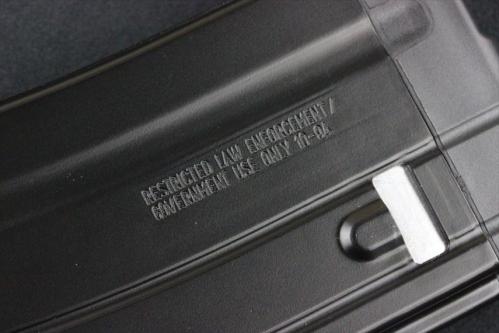 RESTRICTED LAW ENFORCEMENT/
GOVERNMENT USE ONLY 10-04